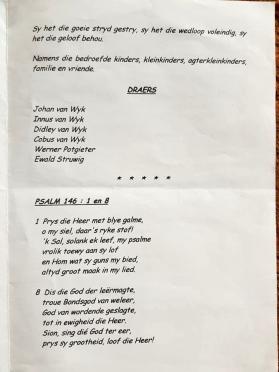 Sy het die goeie stryd gestry, sy het die wedloop voleindig, sy
het die geloof behou.
Namens die bedroefde kinders, kleinkinders, agterkleinkinders,
familie en vriende.
DRAERS
Johan van Wyk
Innus van Wyk
Didley van Wyk
Cobus van Wyk
Werner Potgieter
Ewald Struwig
* * * * *
PSALM 146 : 1 en 8
1 Prys die Heer met blye galme,
o my siel, daar's ryke stof!
'k Sal, solank ek leef, my psalme
vrolik toewy aan sy lof
en Hom wat sy guns my bied,
altyd groot maak in my lied.
8 Dis die God der leërmagte,
troue Bondsgod van weleer,
God van wordende geslagte,
tot in ewigheid die Heer.
Sion, sing dié God ter eer,
prys sy grootheid, loof die Heer!